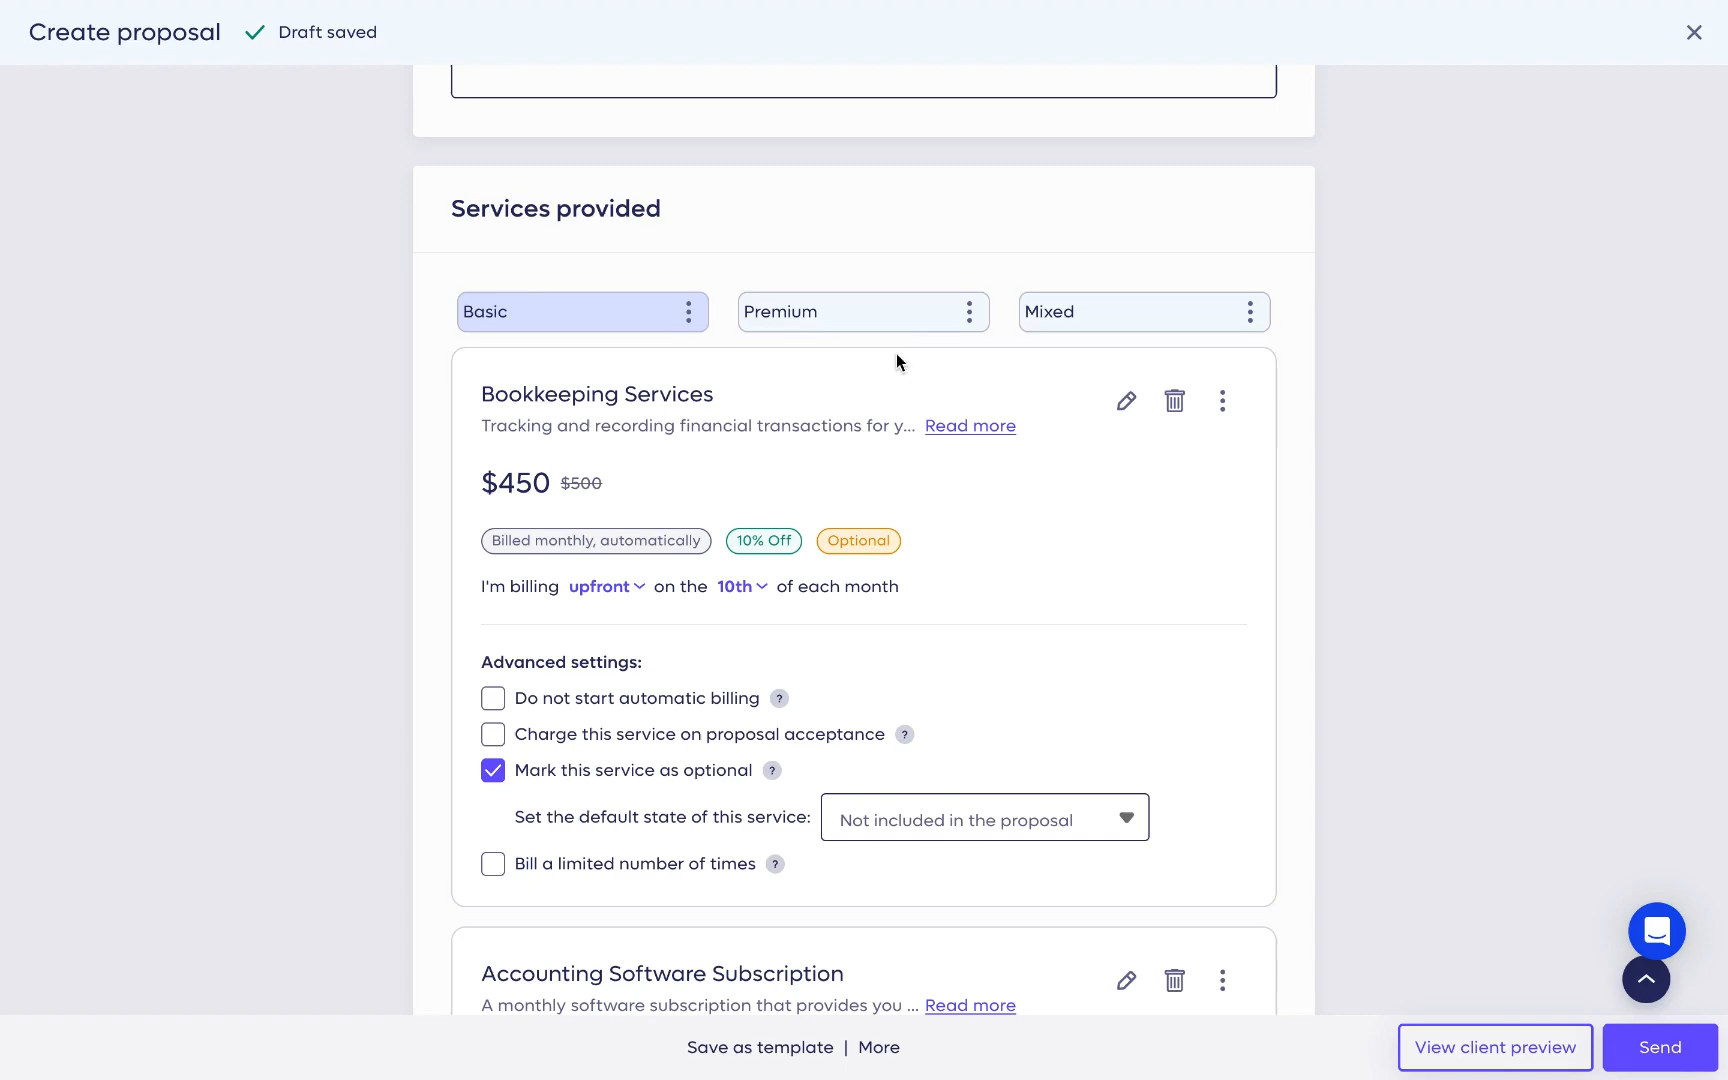 Create proposal Draft saved
Services provided
Basic Premium Mixed
Bookkeeping Services
Tracking and recording financial transactions for y... Read more
$450 $500
Billed monthly, automatically 10% Off Optional
I'm billing upfront on the 10th of each month
Advanced settings:
Do not start automatic billing ?
Charge this service on proposal acceptance ?
Mark this service as optional ?
Set the default state of this service: Not included in the proposal
Bill a limited number of times ?
Accounting Software Subscription
A monthly software subscription that provides you ... Read more
Save as template | More View client preview Send